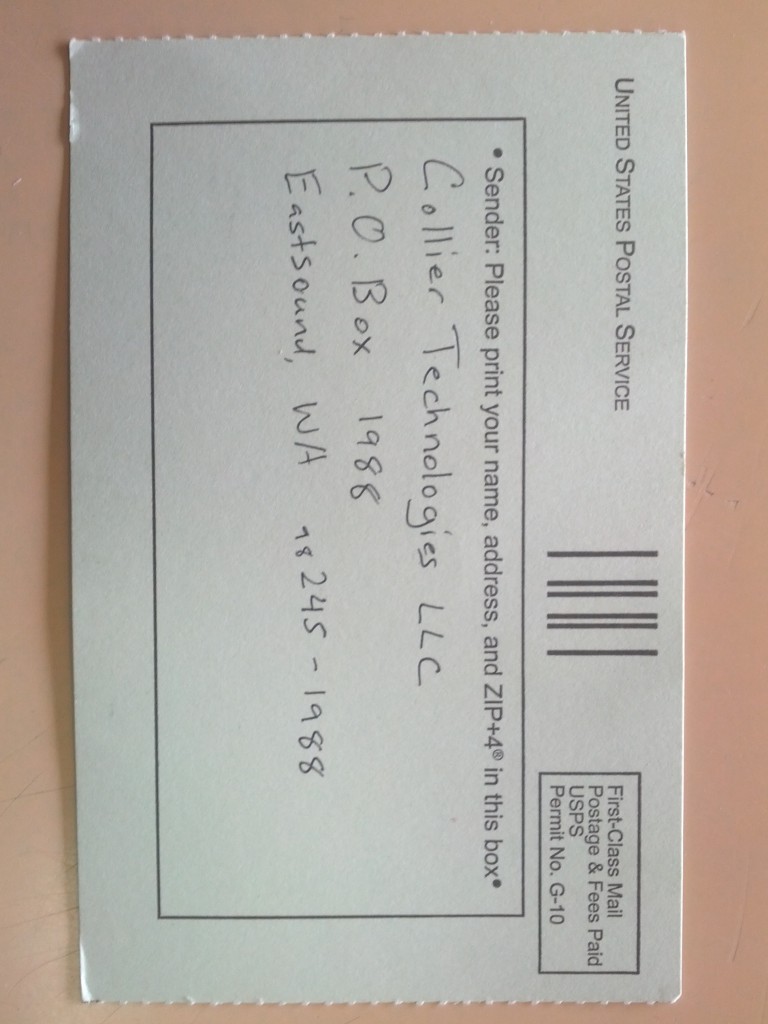 UNITED STATES POSTAL SERVICE
First-Class Mail
Postage & Fees Paid
USPS
Permit No. G-10
• Sender: Please print your name, address, and ZIP+4® in this box•
Collier Technologies LLC
P.O. Box 1988
Eastsound, WA 98245-1988